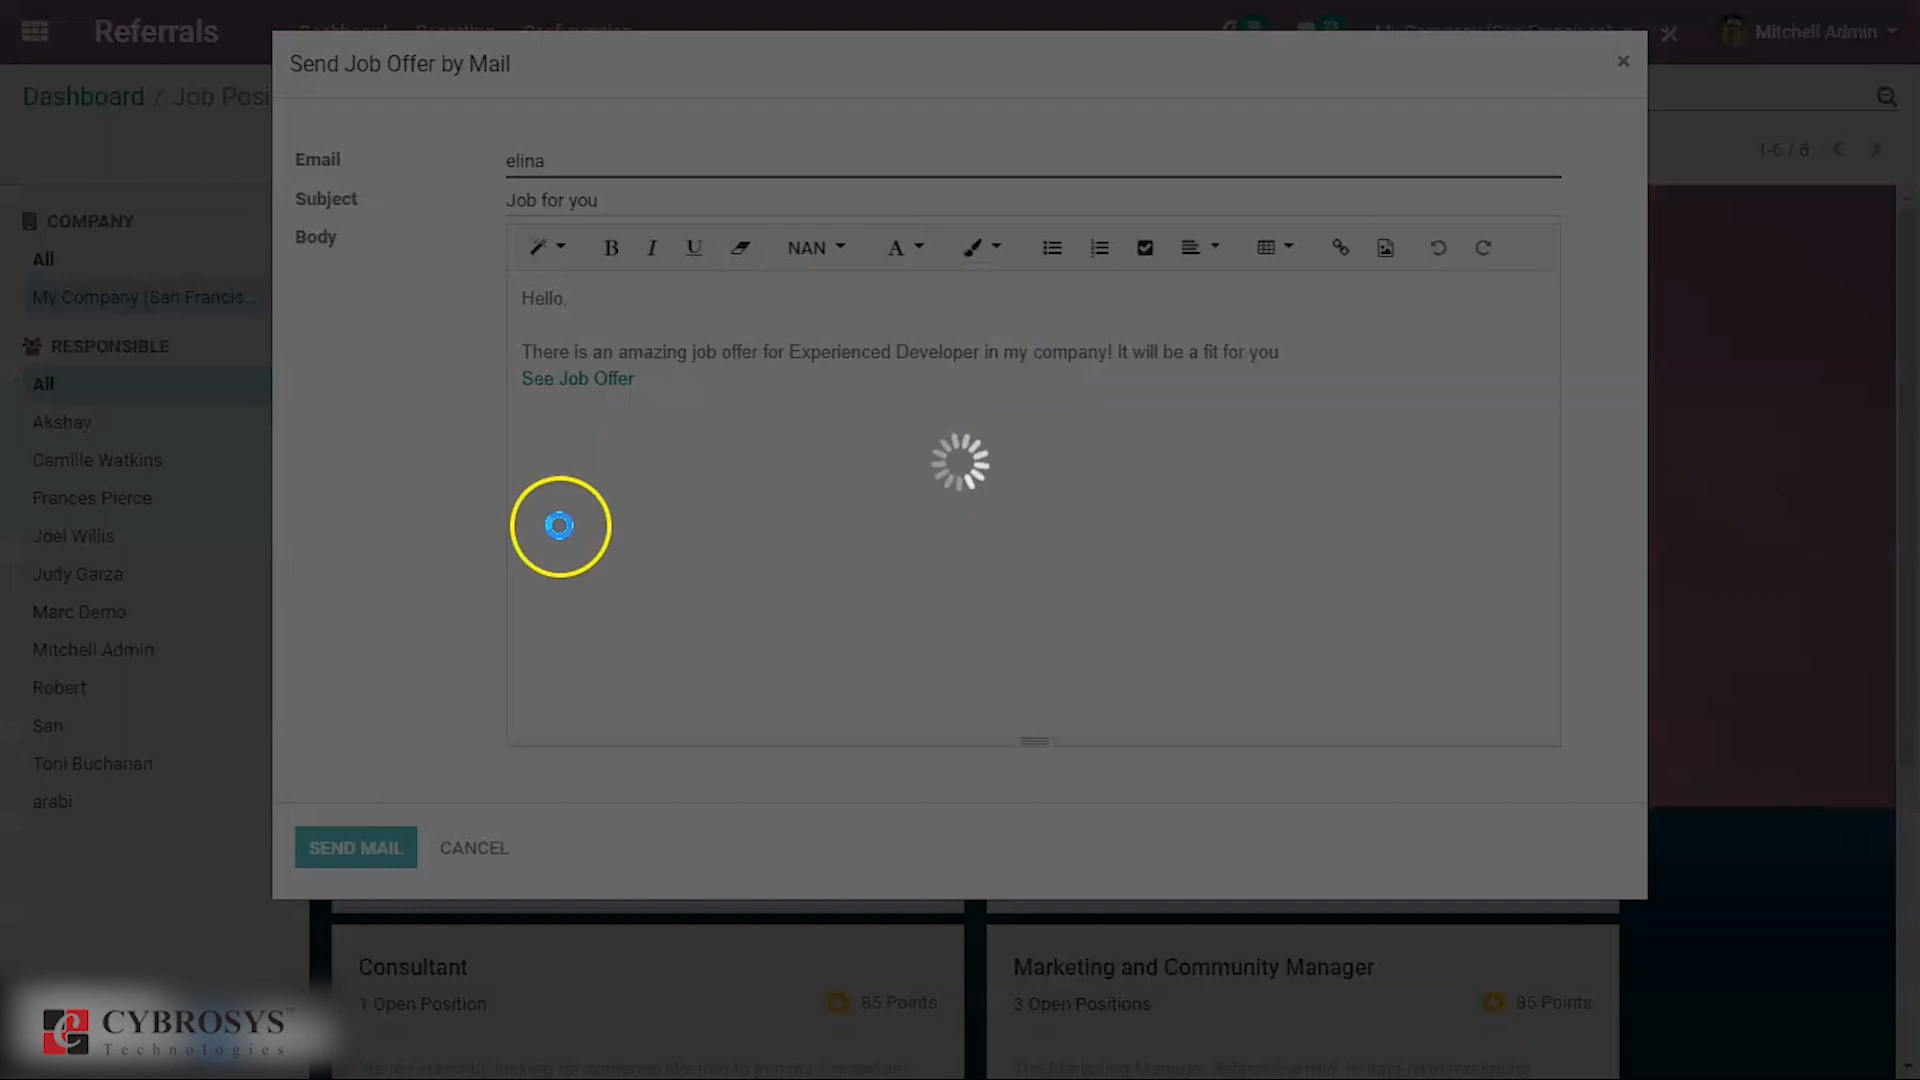 Referrals
Mitchell Admin
Send Job Offer by Mail
×
Dashboard / Job Posi
Email
elina
1-6 / 6
Subject
Job for you
COMPANY
Body
NAN
All
My Company (San Francis...
Hello,
RESPONSIBLE
There is an amazing job offer for Experienced Developer in my company! It will be a fit for you
All
See Job Offer
Akshay
Camille Watkins
Frances Pierce
Joel Willis
Judy Garza
Marc Demo
Mitchell Admin
Robert
San
Toni Buchanan
arabi
SEND MAIL
CANCEL
Consultant
Marketing and Community Manager
1 Open Position
85 Points
3 Open Positions
85 Points
CYBROSYS™
Technologies